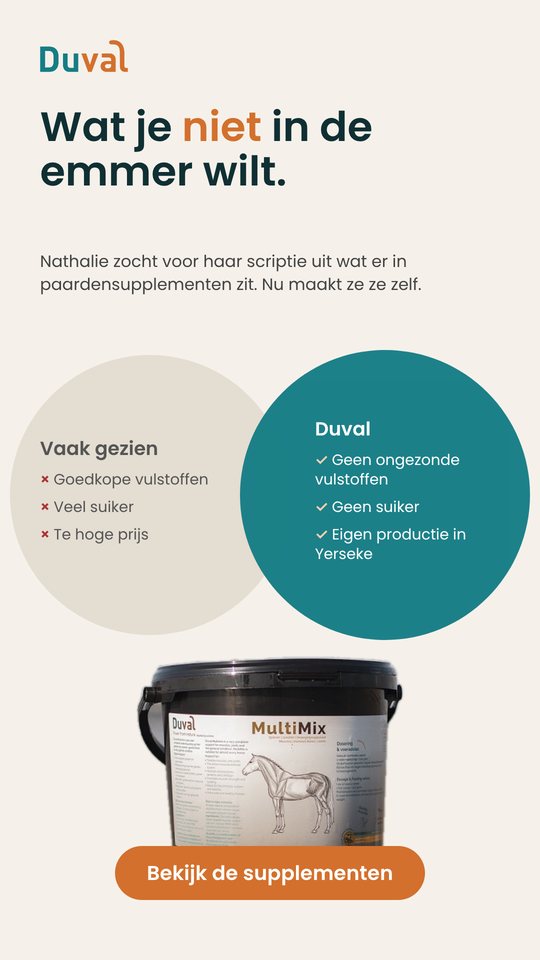 Duval
Wat je niet in de
emmer wilt.
Nathalie zocht voor haar scriptie uit wat er in
paardensupplementen zit. Nu maakt ze ze zelf.
Vaak gezien
× Goedkope vulstoffen
× Veel suiker
× Te hoge prijs
Duval
✓ Geen ongezonde
vulstoffen
✓ Geen suiker
✓ Eigen productie in
Yerseke
Duval
MultiMix
Bekijk de supplementen